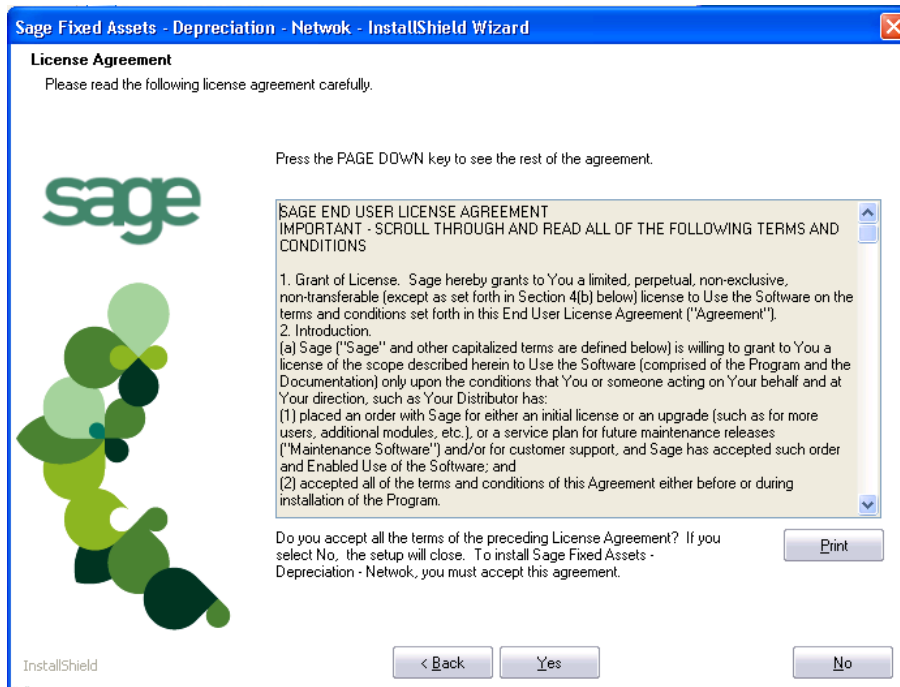 Sage Fixed Assets - Depreciation - Netwok - InstallShield Wizard
License Agreement
Please read the following license agreement carefully.
Press the PAGE DOWN key to see the rest of the agreement.
sage
SAGE END USER LICENSE AGREEMENT
IMPORTANT - SCROLL THROUGH AND READ ALL OF THE FOLLOWING TERMS AND
CONDITIONS
1. Grant of License.  Sage hereby grants to You a limited, perpetual, non-exclusive,
non-transferable (except as set forth in Section 4(b) below) license to Use the Software on the
terms and conditions set forth in this End User License Agreement ("Agreement").
2. Introduction.
(a) Sage ("Sage" and other capitalized terms are defined below) is willing to grant to You a
license of the scope described herein to Use the Software (comprised of the Program and the
Documentation) only upon the conditions that You or someone acting on Your behalf and at
Your direction, such as Your Distributor has:
(1) placed an order with Sage for either an initial license or an upgrade (such as for more
users, additional modules, etc.), or a service plan for future maintenance releases
("Maintenance Software") and/or for customer support, and Sage has accepted such order
and Enabled Use of the Software; and
(2) accepted all of the terms and conditions of this Agreement either before or during
installation of the Program.
Do you accept all the terms of the preceding License Agreement?  If you
select No,  the setup will close.  To install Sage Fixed Assets -
Depreciation - Netwok, you must accept this agreement.
Print
InstallShield
< Back
Yes
No